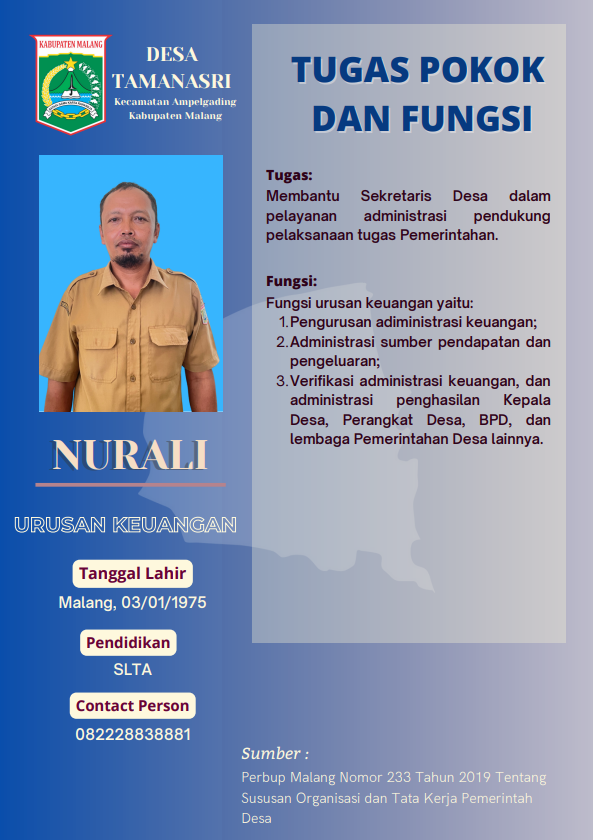 KABUPATEN MALANG
DESA
TAMANASRI
Kecamatan Ampelgading
Kabupaten Malang
NURALI
URUSAN KEUANGAN
Tanggal Lahir
Malang, 03/01/1975
Pendidikan
SLTA
Contact Person
082228838881
TUGAS POKOK
DAN FUNGSI
Tugas:
Membantu Sekretaris Desa dalam
pelayanan administrasi pendukung
pelaksanaan tugas Pemerintahan.
Fungsi:
Fungsi urusan keuangan yaitu:
1. Pengurusan adiministrasi keuangan;
2. Administrasi sumber pendapatan dan
pengeluaran;
3. Verifikasi administrasi keuangan, dan
administrasi penghasilan Kepala
Desa, Perangkat Desa, BPD, dan
lembaga Pemerintahan Desa lainnya.
Sumber :
Perbup Malang Nomor 233 Tahun 2019 Tentang
Sususan Organisasi dan Tata Kerja Pemerintah
Desa